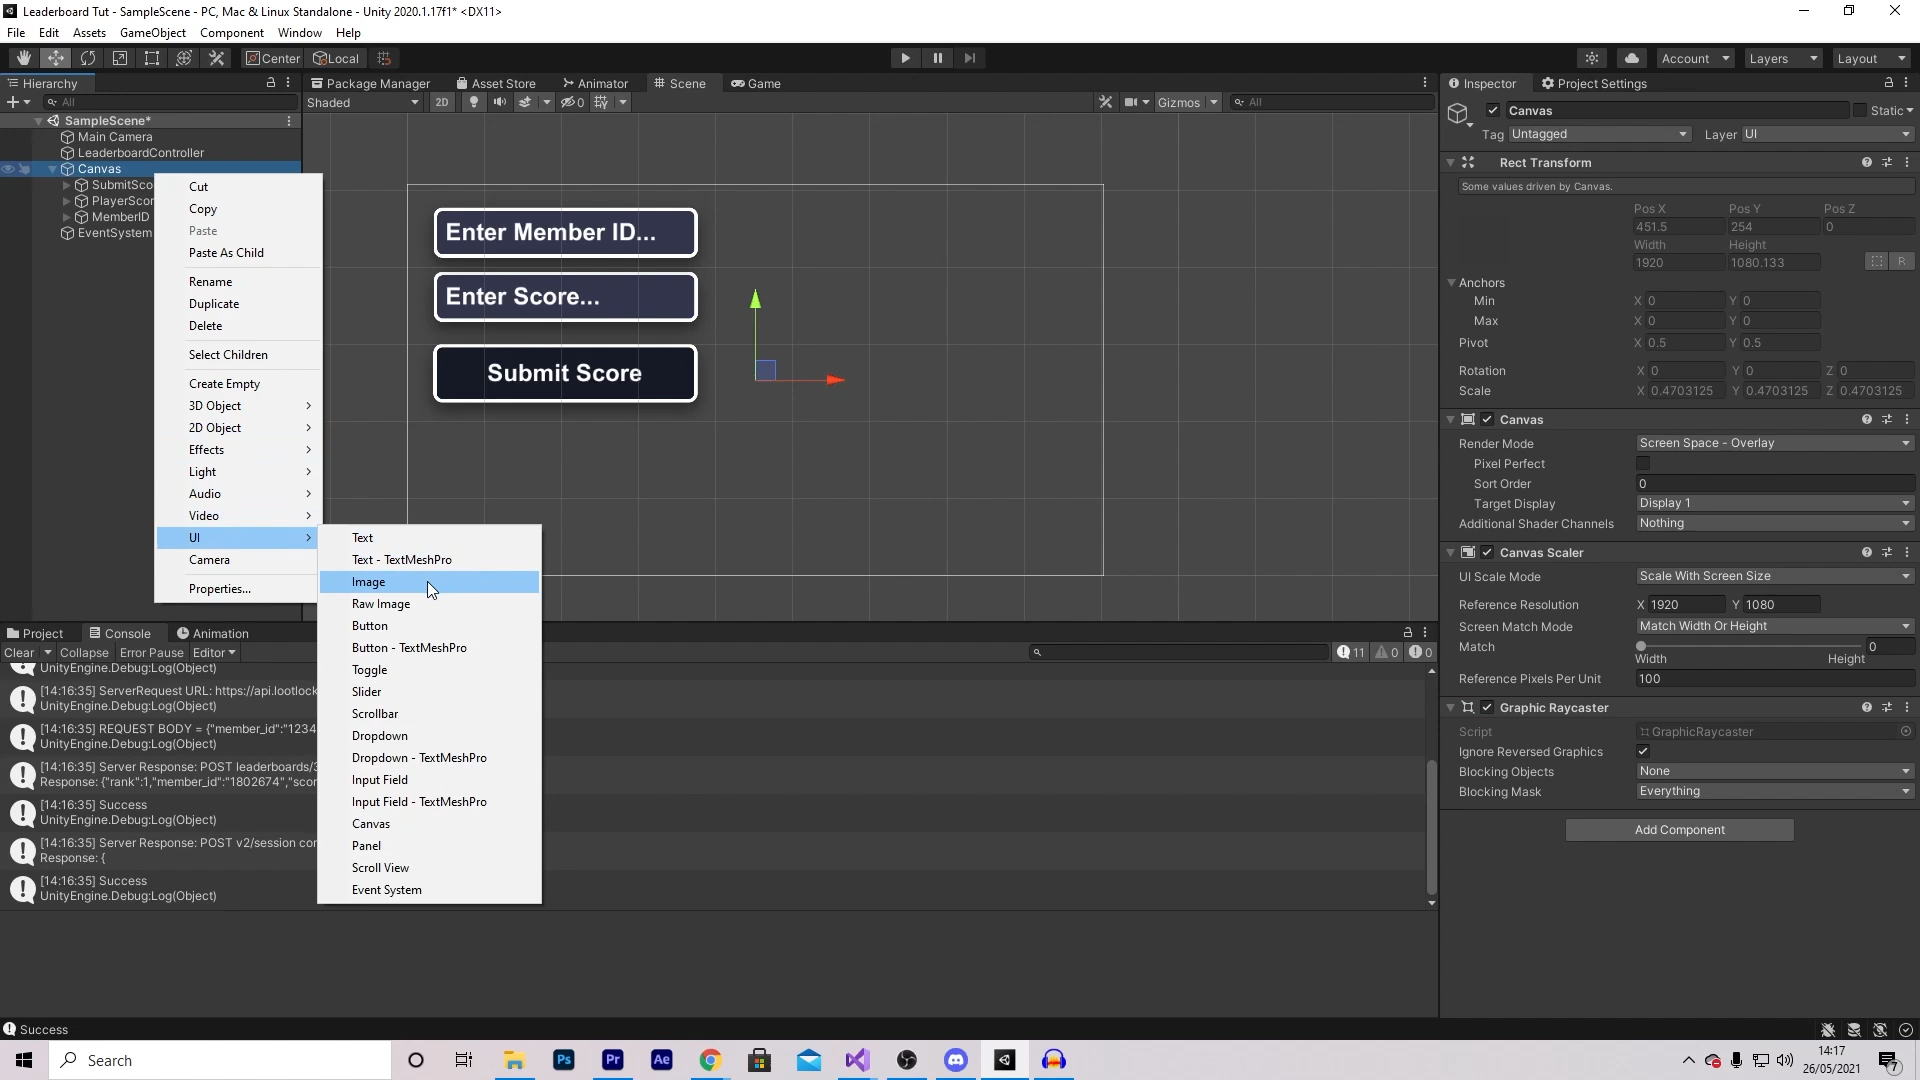 Leaderboard Tut - SampleScene - PC, Mac & Linux Standalone - Unity 2020.1.17f1* <DX11>
File Edit Assets GameObject Component Window Help
Center Local Account Layers Layout
Hierarchy
All
SampleScene*
Main Camera
LeaderboardController
Canvas
SubmitSco
PlayerScor
MemberID
EventSystem
Cut
Copy
Paste
Paste As Child
Rename
Duplicate
Delete
Select Children
Create Empty
3D Object
2D Object
Effects
Light
Audio
Video
UI
Camera
Properties...
Text
Text - TextMeshPro
Image
Raw Image
Button
Button - TextMeshPro
Toggle
Slider
Scrollbar
Dropdown
Dropdown - TextMeshPro
Input Field
Input Field - TextMeshPro
Canvas
Panel
Scroll View
Event System
Package Manager Asset Store Animator Scene Game
Shaded 2D 0 Gizmos All
Enter Member ID...
Enter Score...
Submit Score
Project Console Animation
Clear Collapse Error Pause Editor 11 0 0
UnityEngine.Debug:Log(Object)
[14:16:35] ServerRequest URL: https://api.lootlock
UnityEngine.Debug:Log(Object)
[14:16:35] REQUEST BODY = {"member_id":"1234
UnityEngine.Debug:Log(Object)
[14:16:35] Server Response: POST leaderboards/3
Response: {"rank":1,"member_id":"1802674","scor
[14:16:35] Success
UnityEngine.Debug:Log(Object)
[14:16:35] Server Response: POST v2/session cor
Response: {
[14:16:35] Success
UnityEngine.Debug:Log(Object)
Success
Inspector Project Settings
Canvas Static
Tag Untagged Layer UI
Rect Transform
Some values driven by Canvas.
Pos X Pos Y Pos Z
451.5 254 0
Width Height
1920 1080.133 R
Anchors
Min X 0 Y 0
Max X 0 Y 0
Pivot X 0.5 Y 0.5
Rotation X 0 Y 0 Z 0
Scale X 0.4703125 Y 0.4703125 Z 0.4703125
Canvas
Render Mode Screen Space - Overlay
Pixel Perfect
Sort Order 0
Target Display Display 1
Additional Shader Channels Nothing
Canvas Scaler
UI Scale Mode Scale With Screen Size
Reference Resolution X 1920 Y 1080
Screen Match Mode Match Width Or Height
Match 0
Width Height
Reference Pixels Per Unit 100
Graphic Raycaster
Script GraphicRaycaster
Ignore Reversed Graphics
Blocking Objects None
Blocking Mask Everything
Add Component
Search
Ps Pr Ae
14:17
26/05/2021
7